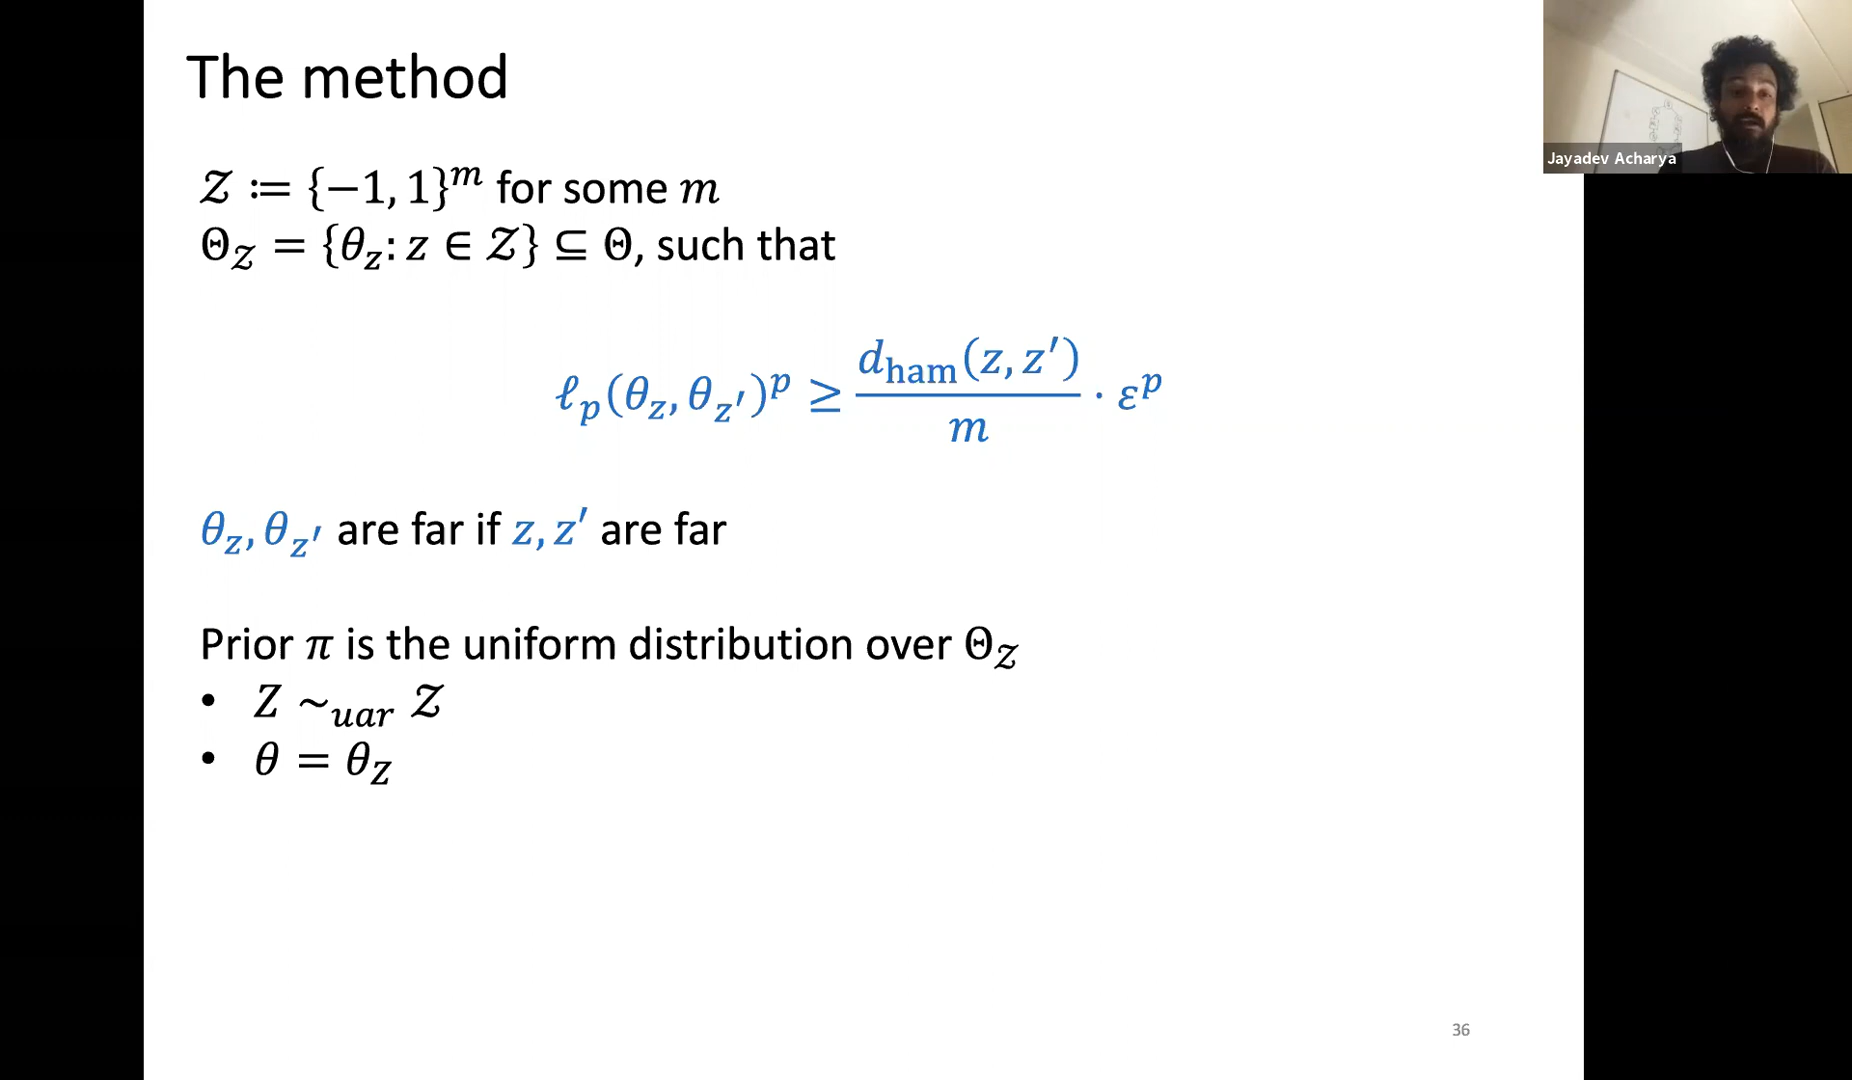 The method
𝒵 ≔ {−1, 1}^m for some m
Θ_𝒵 = {θ_z: z ∈ 𝒵} ⊆ Θ, such that
ℓ_p(θ_z, θ_z′)^p ≥ d_ham(z, z′)/m · ε^p
θ_z, θ_z′ are far if z, z′ are far
Prior π is the uniform distribution over Θ_𝒵
• Z ~_uar 𝒵
• θ = θ_Z
36
Jayadev Acharya